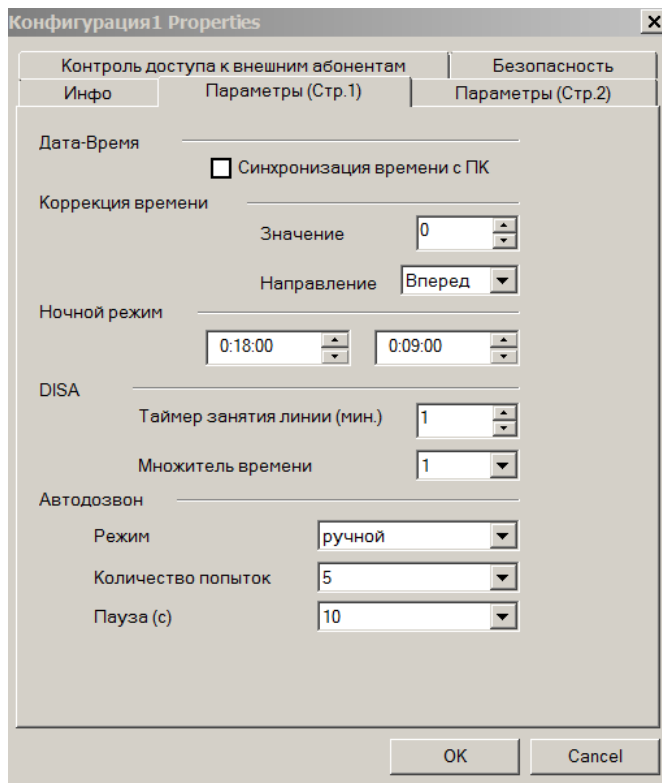 Конфигурация1 Properties
Контроль доступа к внешним абонентам Безопасность
Инфо Параметры (Стр.1) Параметры (Стр.2)
Дата-Время
Синхронизация времени с ПК
Коррекция времени
Значение 0
Направление Вперед
Ночной режим
0:18:00 0:09:00
DISA
Таймер занятия линии (мин.) 1
Множитель времени 1
Автодозвон
Режим ручной
Количество попыток 5
Пауза (с) 10
OK Cancel